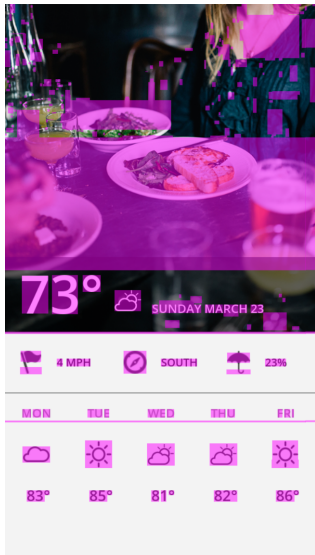 73°
SUNDAY MARCH 23
4 MPH SOUTH 23%
MON TUE WED THU FRI
83° 85° 81° 82° 86°